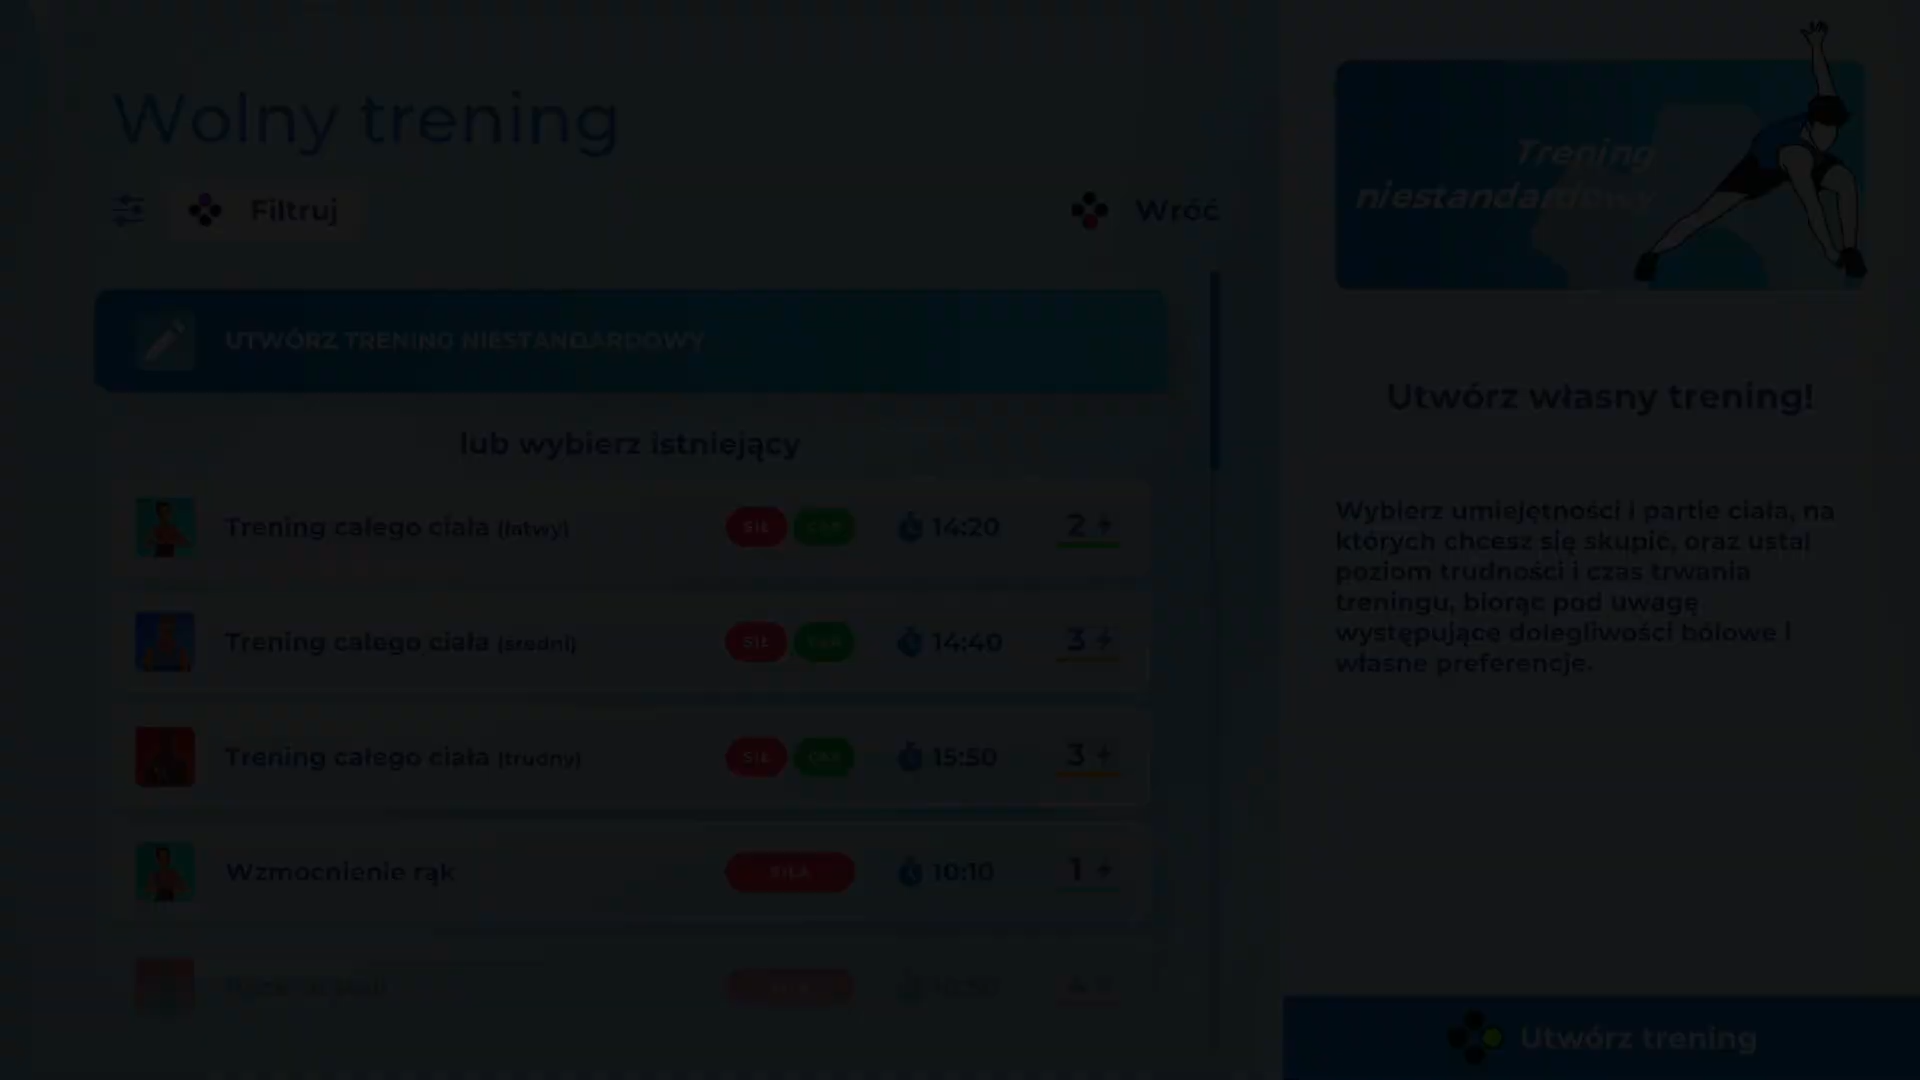 Wolny trening
Filtruj
Wróć
UTWÓRZ TRENING NIESTANDARDOWY
lub wybierz istniejący
Trening całego ciała (łatwy)
SIŁ
14:20
2
Trening całego ciała (średni)
SIŁ
14:40
3
Trening całego ciała (trudny)
SIŁ
15:50
3
Wzmocnienie rąk
SIŁA
10:10
1
Trening
niestandardowy
Utwórz własny trening!
Wybierz umiejętności i partie ciała, na
których chcesz się skupić, oraz ustal
poziom trudności i czas trwania
treningu, biorąc pod uwagę
występujące dolegliwości bólowe i
własne preferencje.
Utwórz trening